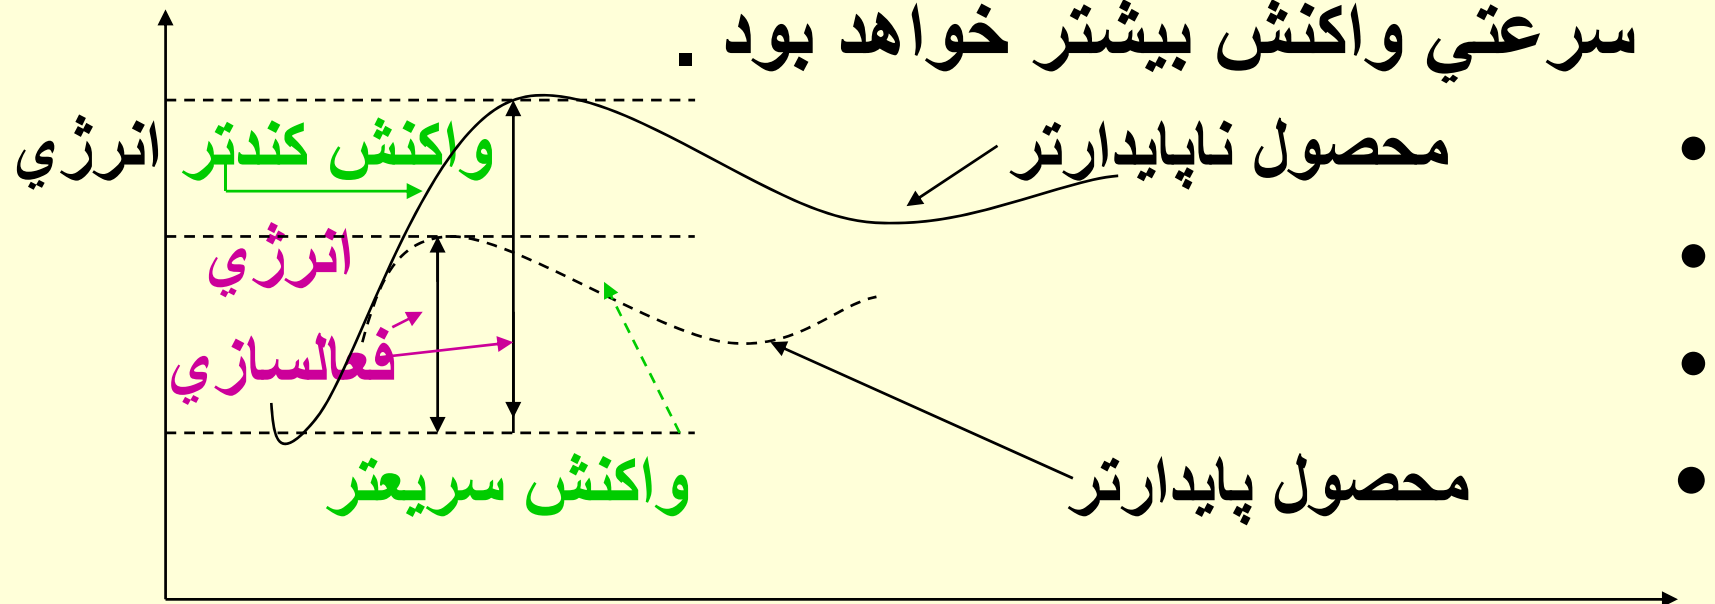 سرعتي واكنش بيشتر خواهد بود .
• محصول ناپايدارتر
واكنش كندتر
انرژي
•
انرژي
•
فعالسازي
• محصول پايدارتر
واكنش سريعتر